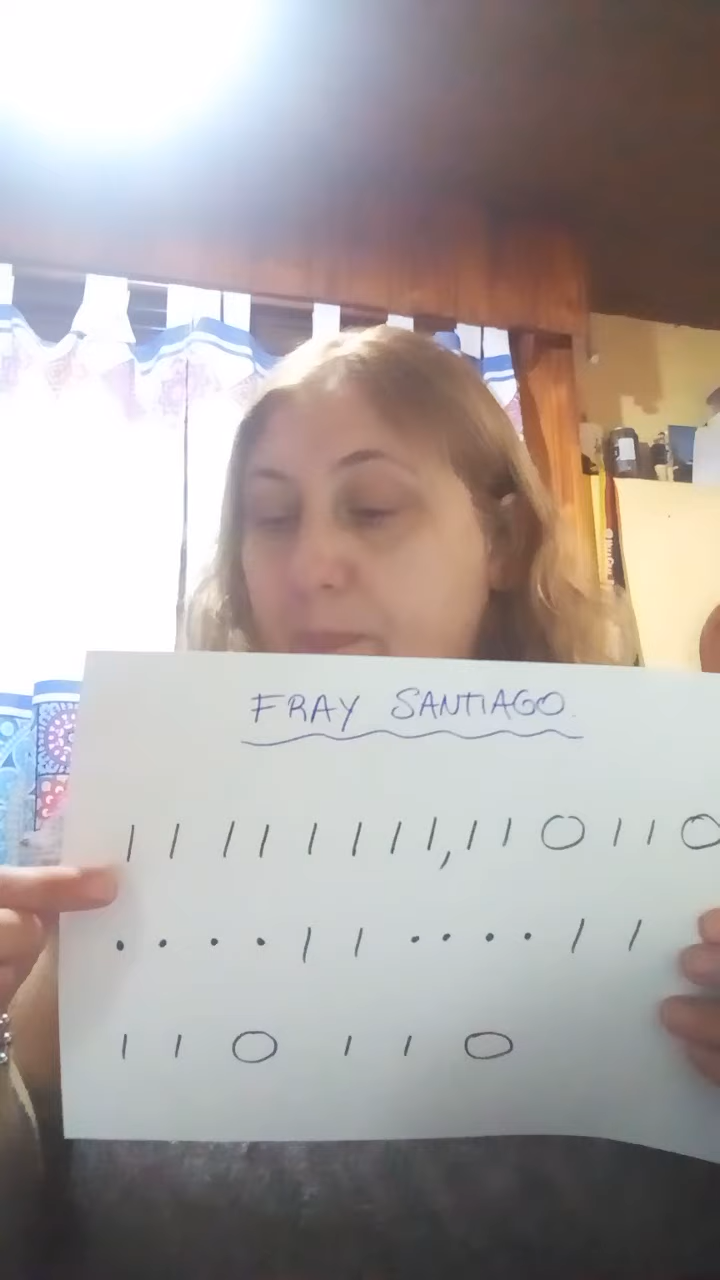 FRAY SANTIAGO.
| | | | | | | |, | | O | | O
. . . . | | . . . . | |
| | O | | O